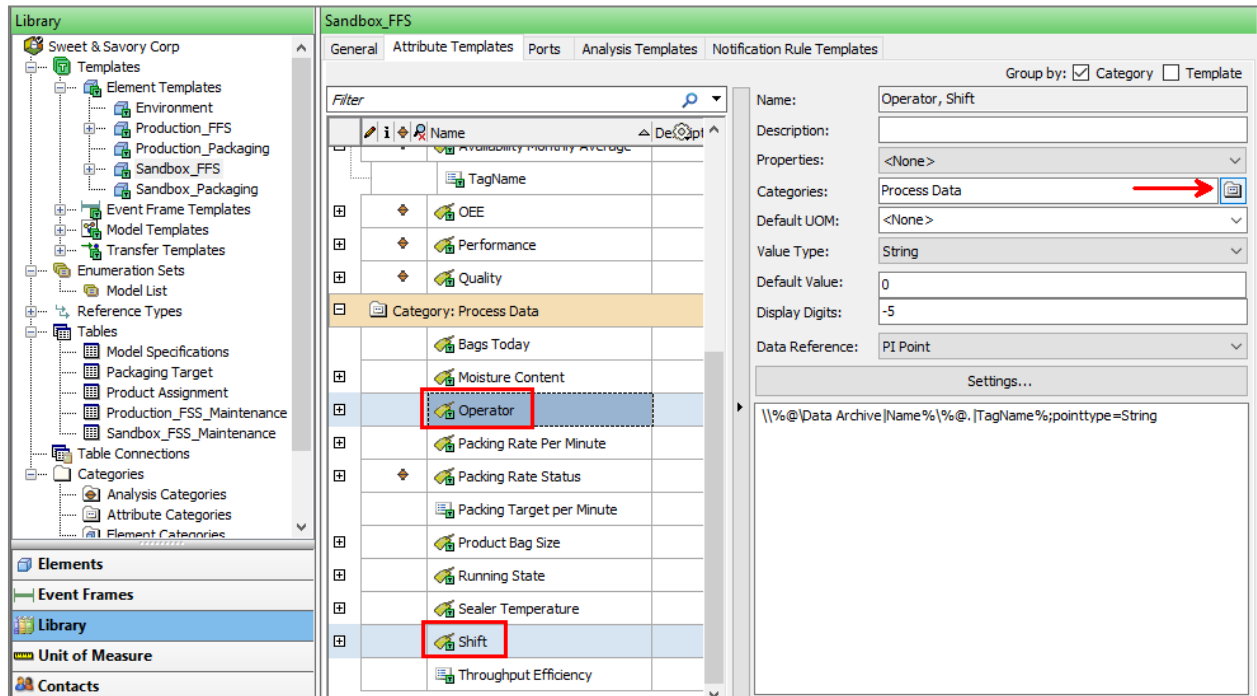 Library
Sweet & Savory Corp
Templates
Element Templates
Environment
Production_FFS
Production_Packaging
Sandbox_FFS
Sandbox_Packaging
Event Frame Templates
Model Templates
Transfer Templates
Enumeration Sets
Model List
Reference Types
Tables
Model Specifications
Packaging Target
Product Assignment
Production_FSS_Maintenance
Sandbox_FSS_Maintenance
Table Connections
Categories
Analysis Categories
Attribute Categories
Element Categories
Elements
Event Frames
Library
Unit of Measure
Contacts
Sandbox_FFS
General Attribute Templates Ports Analysis Templates Notification Rule Templates
Group by: Category Template
Filter
Name
Availability Monthly Average
TagName
OEE
Performance
Quality
Category: Process Data
Bags Today
Moisture Content
Operator
Packing Rate Per Minute
Packing Rate Status
Packing Target per Minute
Product Bag Size
Running State
Sealer Temperature
Shift
Throughput Efficiency
Name: Operator, Shift
Description:
Properties: <None>
Categories: Process Data
Default UOM: <None>
Value Type: String
Default Value: 0
Display Digits: -5
Data Reference: PI Point
Settings...
\\%@\Data Archive|Name%\%@.|TagName%;pointtype=String